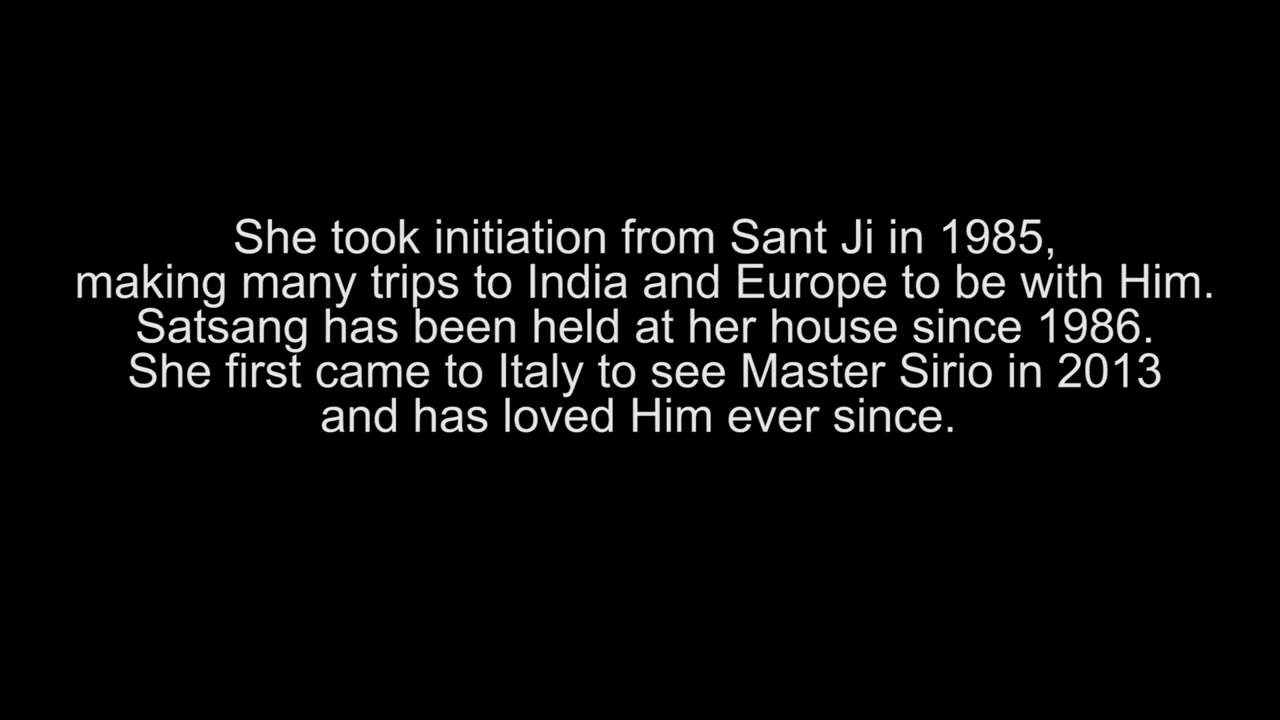 She took initiation from Sant Ji in 1985,
making many trips to India and Europe to be with Him.
Satsang has been held at her house since 1986.
She first came to Italy to see Master Sirio in 2013
and has loved Him ever since.